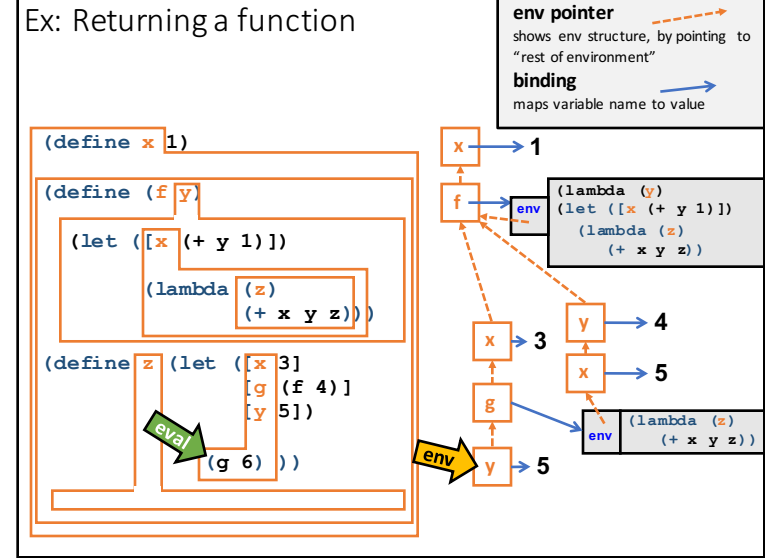 Ex: Returning a function
env pointer
shows env structure, by pointing to
“rest of environment”
binding
maps variable name to value
(define x 1)
(define (f y)
(let ([x (+ y 1)])
(lambda (z)
(+ x y z)))
(define z (let ([x 3]
[g (f 4)]
[y 5])
eval
(g 6) ))
x
1
f
env
(lambda (y)
(let ([x (+ y 1)])
(lambda (z)
(+ x y z))
y
4
x
3
x
5
g
env
(lambda (z)
(+ x y z))
env
y
5